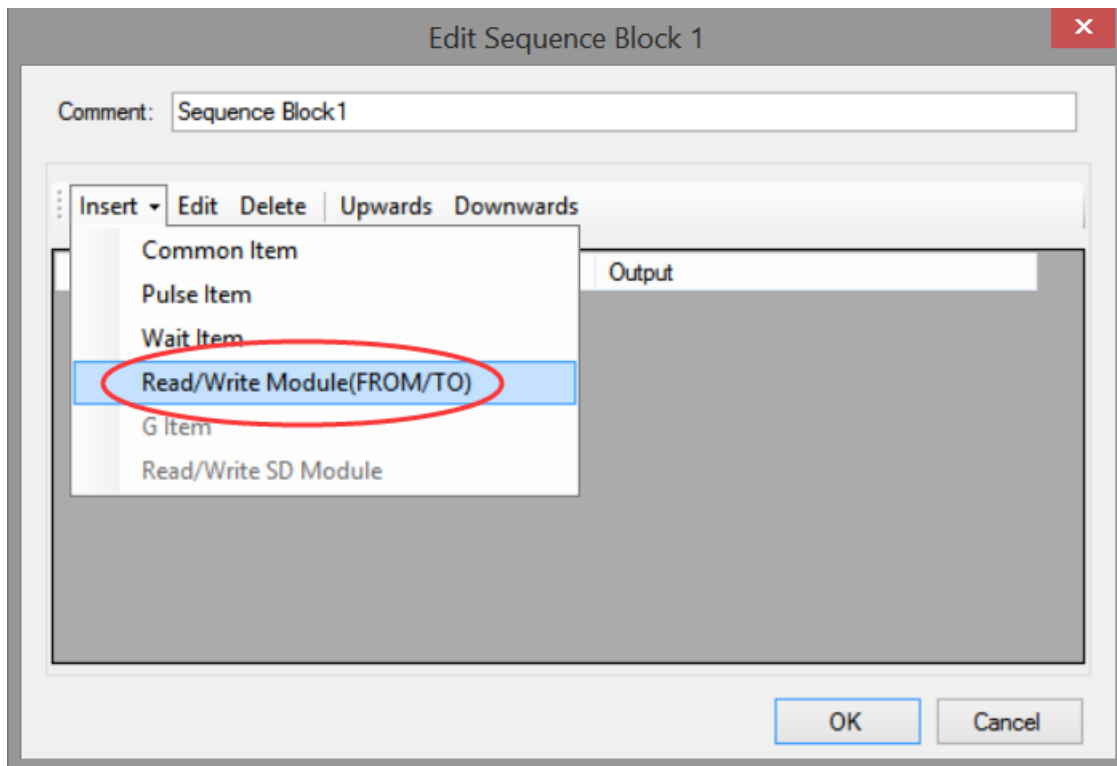 Edit Sequence Block 1
Comment: Sequence Block1
Insert Edit Delete Upwards Downwards
Common Item
Output
Pulse Item
Wait Item
Read/Write Module(FROM/TO)
G Item
Read/Write SD Module
OK Cancel